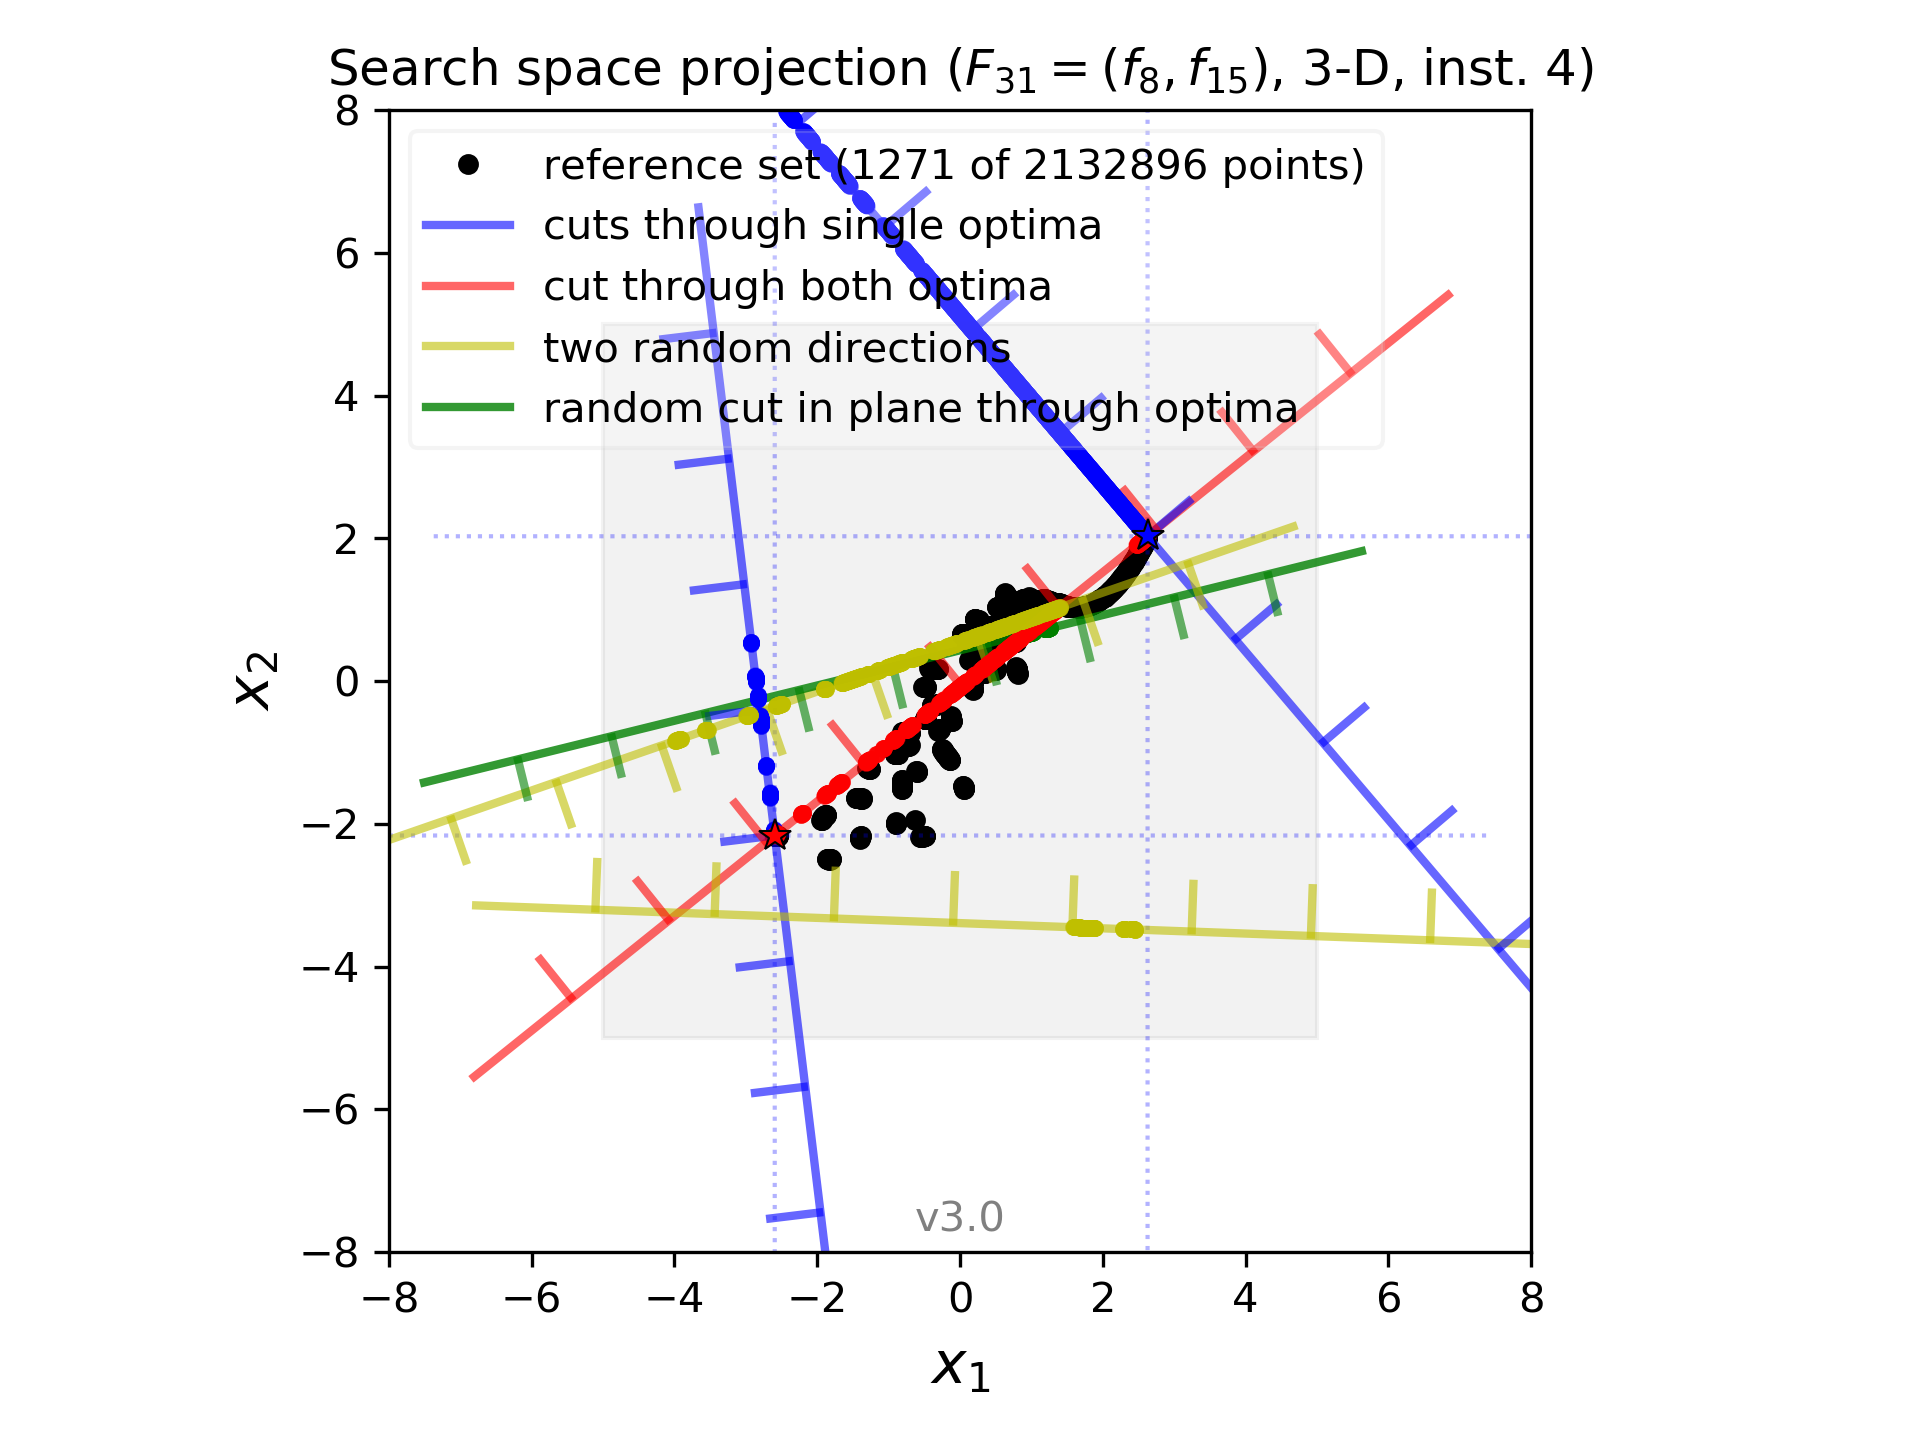 Search space projection (F₃₁ = (f₈, f₁₅), 3-D, inst. 4)
reference set (1271 of 2132896 points)
cuts through single optima
cut through both optima
two random directions
random cut in plane through optima
8
6
4
2
0
−2
−4
−6
−8
x₂
v3.0
−8 −6 −4 −2 0 2 4 6 8
x₁